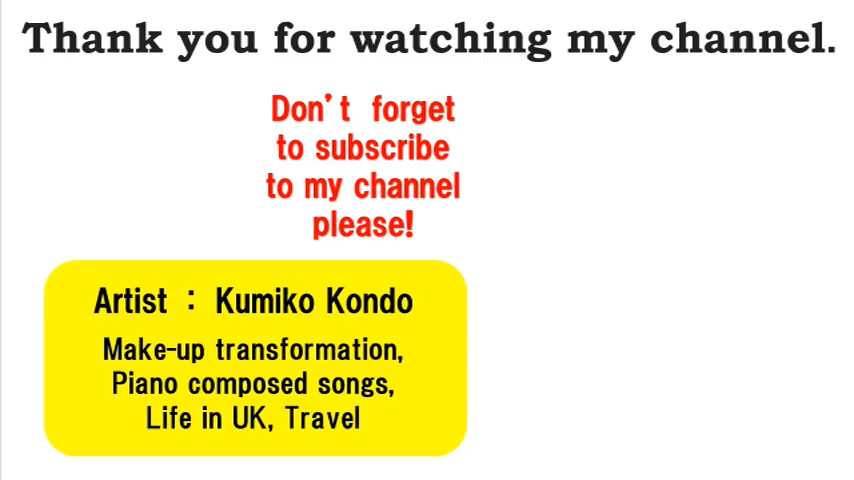 Thank you for watching my channel.
Don't forget
to subscribe
to my channel
please!
Artist : Kumiko Kondo
Make-up transformation,
Piano composed songs,
Life in UK, Travel